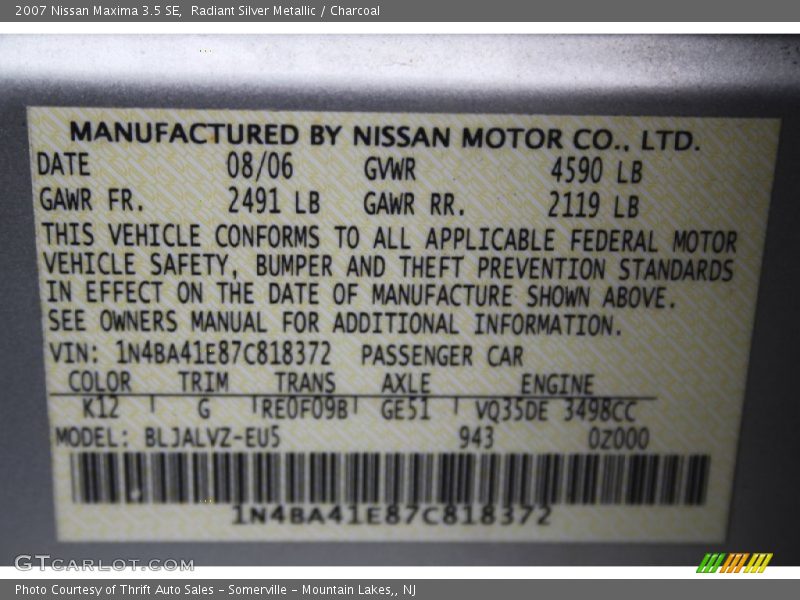 2007 Nissan Maxima 3.5 SE, Radiant Silver Metallic / Charcoal
MANUFACTURED BY NISSAN MOTOR CO., LTD.
DATE 08/06 GVWR 4590 LB
GAWR FR. 2491 LB GAWR RR. 2119 LB
THIS VEHICLE CONFORMS TO ALL APPLICABLE FEDERAL MOTOR
VEHICLE SAFETY, BUMPER AND THEFT PREVENTION STANDARDS
IN EFFECT ON THE DATE OF MANUFACTURE SHOWN ABOVE.
SEE OWNERS MANUAL FOR ADDITIONAL INFORMATION.
VIN: 1N4BA41E87C818372 PASSENGER CAR
COLOR TRIM TRANS AXLE ENGINE
K12 G RE0F09B GE51 VQ35DE 3498CC
MODEL: BLJALVZ-EU5 943 0Z000
1N4BA41E87C818372
GTCARLOT.COM
Photo Courtesy of Thrift Auto Sales - Somerville - Mountain Lakes,, NJ